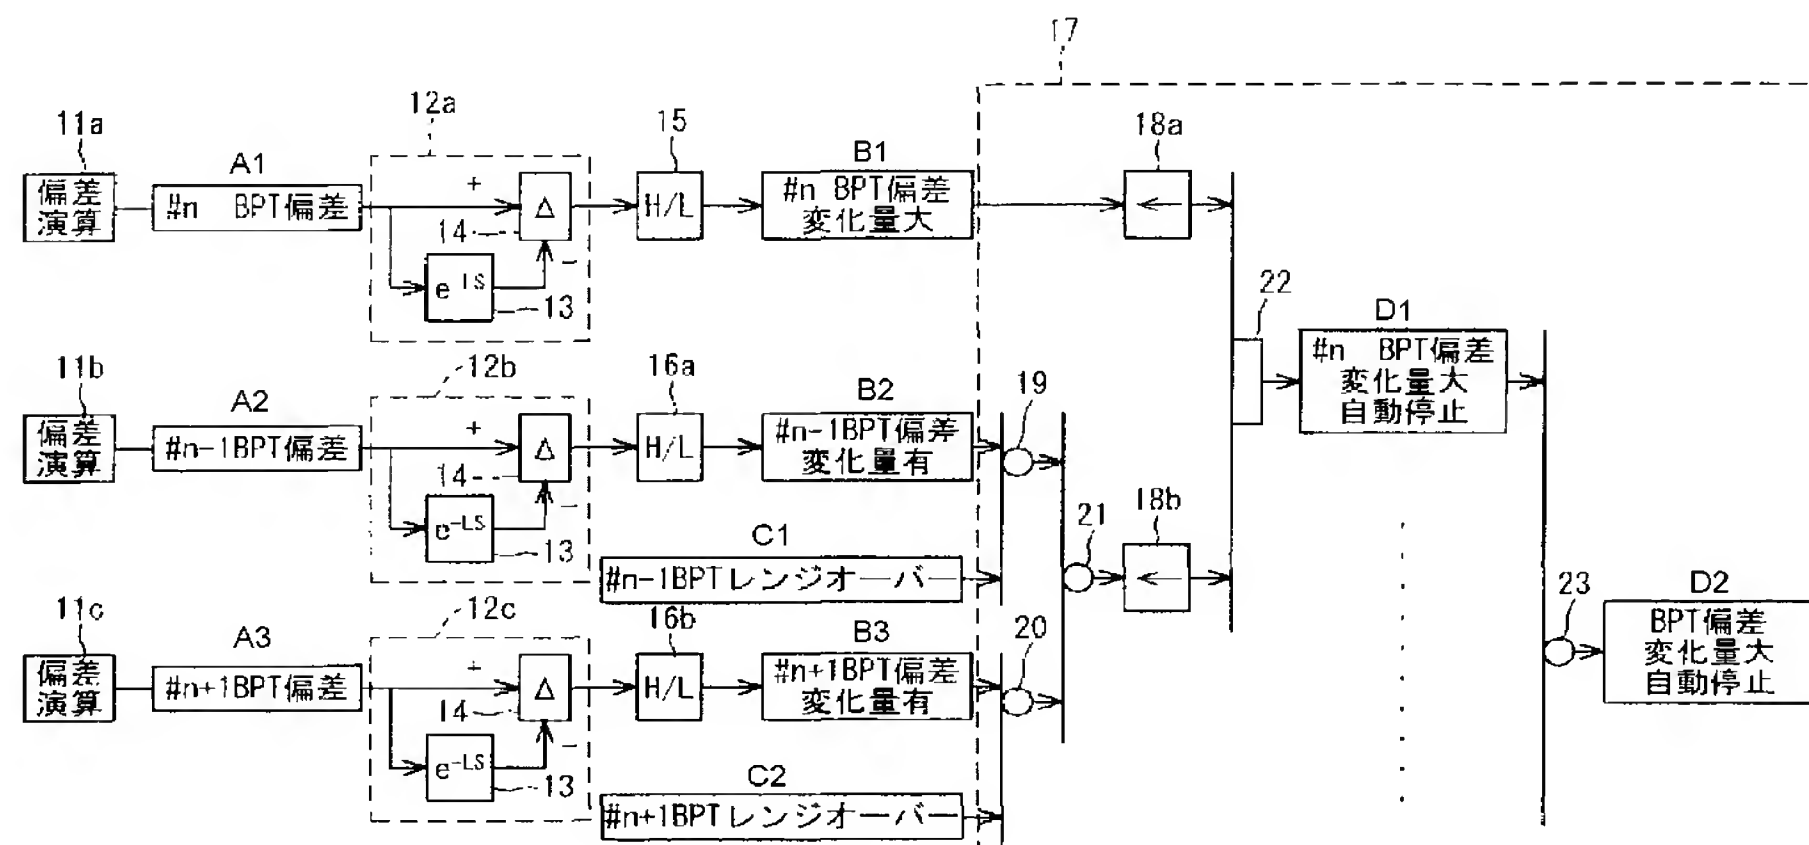 17
12a
15
18a
11a
A1
B1
偏差
演算
#n BPT偏差
+
Δ
H/L
#n BPT偏差
変化量大
←
14
−
e-LS
13
22
D1
#n BPT偏差
変化量大
自動停止
11b
12b
16a
A2
B2
19
偏差
演算
#n-1BPT偏差
+
Δ
H/L
#n-1BPT偏差
変化量有
14
−
e-LS
13
21
18b
←
C1
#n-1BPTレンジオーバー
23
D2
BPT偏差
変化量大
自動停止
11c
12c
16b
A3
B3
20
偏差
演算
#n+1BPT偏差
+
Δ
H/L
#n+1BPT偏差
変化量有
14
−
e-LS
13
C2
#n+1BPTレンジオーバー